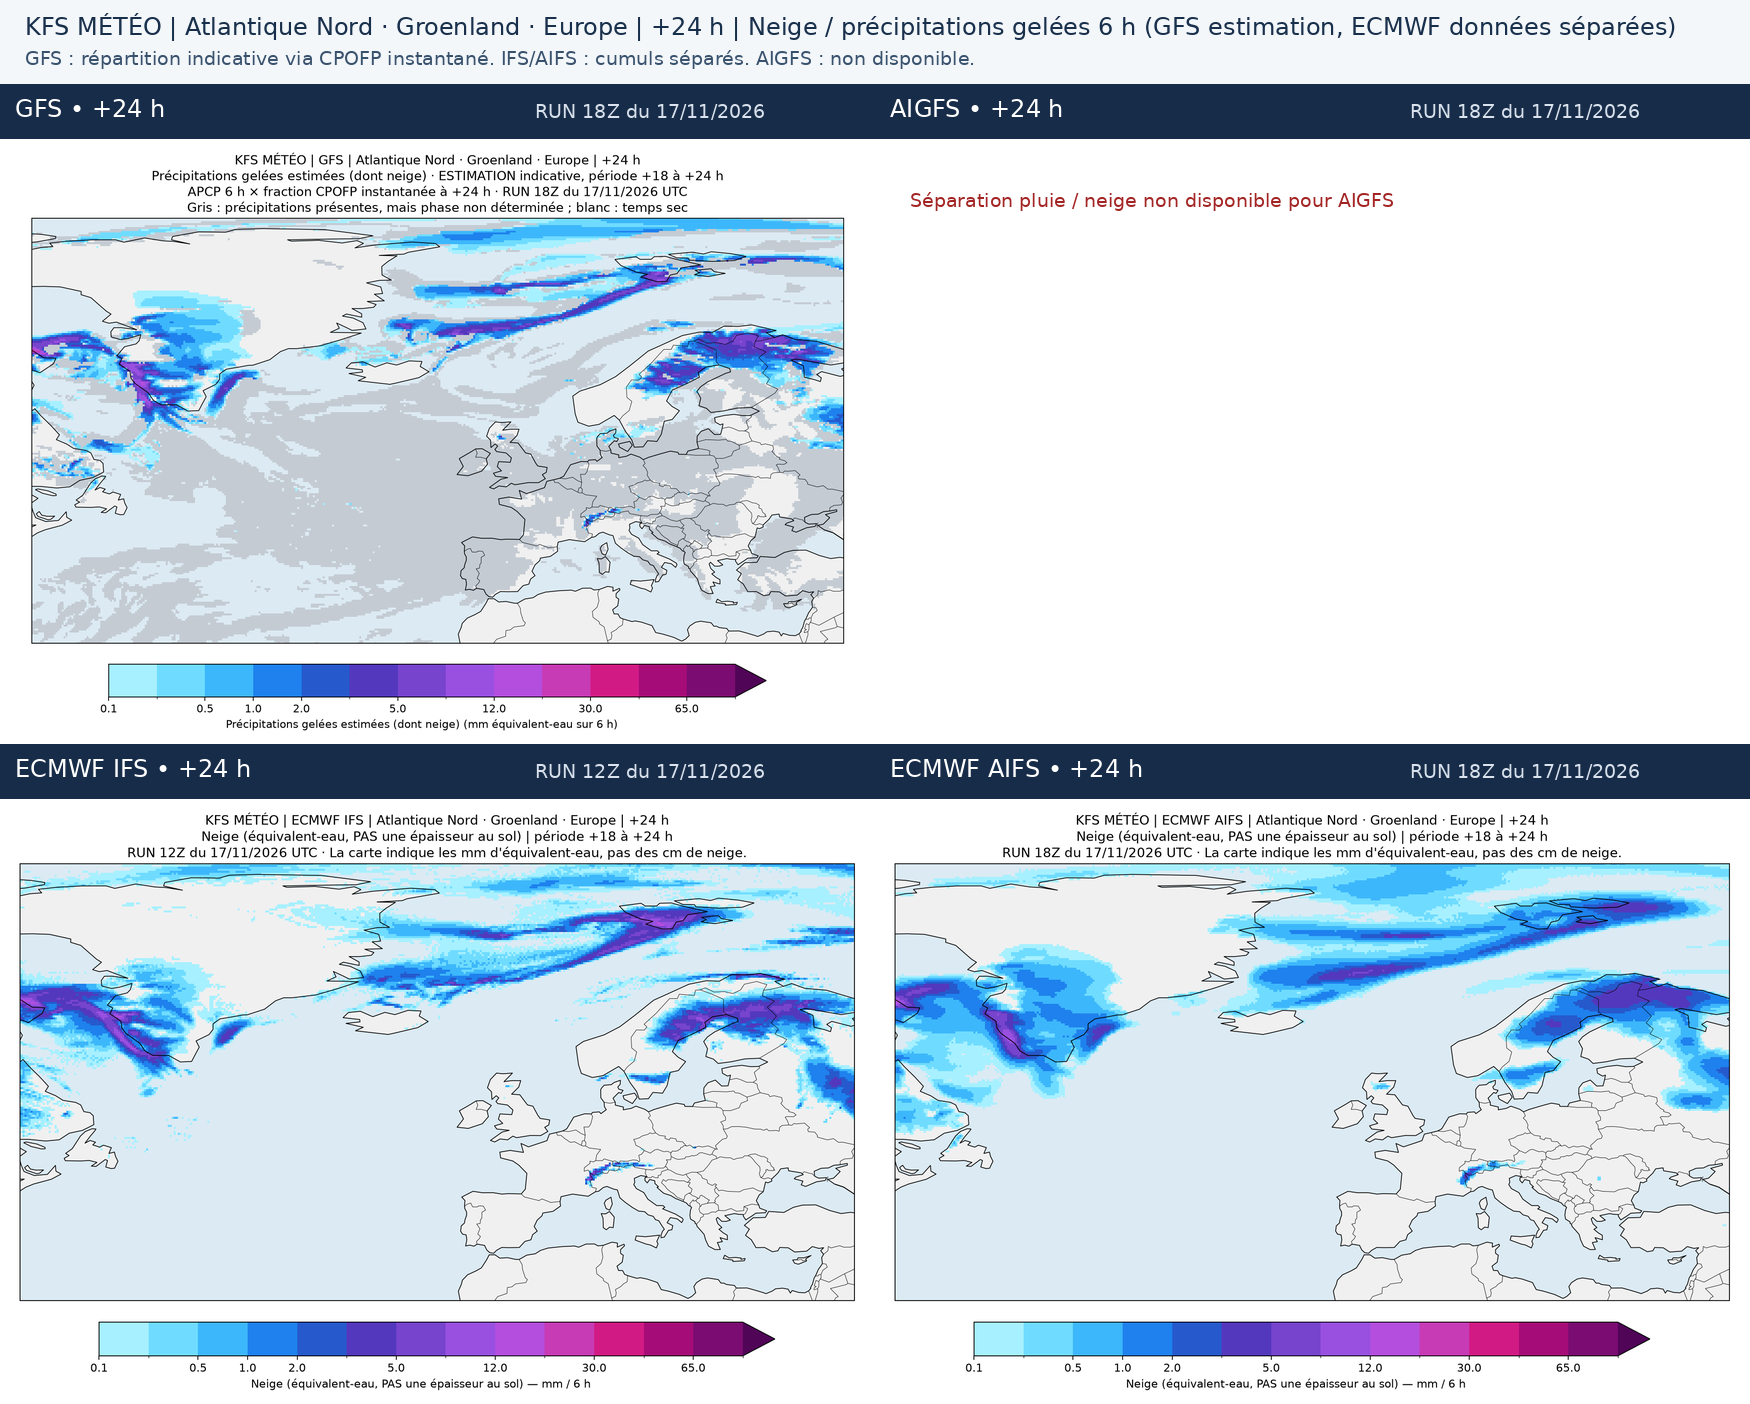 KFS MÉTÉO | Atlantique Nord · Groenland · Europe | +24 h | Neige / précipitations gelées 6 h (GFS estimation, ECMWF données séparées)
GFS : répartition indicative via CPOFP instantané. IFS/AIFS : cumuls séparés. AIGFS : non disponible.
GFS • +24 h
RUN 18Z du 17/11/2026
AIGFS • +24 h
RUN 18Z du 17/11/2026
KFS MÉTÉO | GFS | Atlantique Nord · Groenland · Europe | +24 h
Précipitations gelées estimées (dont neige) · ESTIMATION indicative, période +18 à +24 h
APCP 6 h × fraction CPOFP instantanée à +24 h · RUN 18Z du 17/11/2026 UTC
Gris : précipitations présentes, mais phase non déterminée ; blanc : temps sec
Séparation pluie / neige non disponible pour AIGFS
0.1 0.5 1.0 2.0 5.0 12.0 30.0 65.0
Précipitations gelées estimées (dont neige) (mm équivalent-eau sur 6 h)
ECMWF IFS • +24 h
RUN 12Z du 17/11/2026
ECMWF AIFS • +24 h
RUN 18Z du 17/11/2026
KFS MÉTÉO | ECMWF IFS | Atlantique Nord · Groenland · Europe | +24 h
Neige (équivalent-eau, PAS une épaisseur au sol) | période +18 à +24 h
RUN 12Z du 17/11/2026 UTC · La carte indique les mm d'équivalent-eau, pas des cm de neige.
KFS MÉTÉO | ECMWF AIFS | Atlantique Nord · Groenland · Europe | +24 h
Neige (équivalent-eau, PAS une épaisseur au sol) | période +18 à +24 h
RUN 18Z du 17/11/2026 UTC · La carte indique les mm d'équivalent-eau, pas des cm de neige.
0.1 0.5 1.0 2.0 5.0 12.0 30.0 65.0
Neige (équivalent-eau, PAS une épaisseur au sol) — mm / 6 h
0.1 0.5 1.0 2.0 5.0 12.0 30.0 65.0
Neige (équivalent-eau, PAS une épaisseur au sol) — mm / 6 h